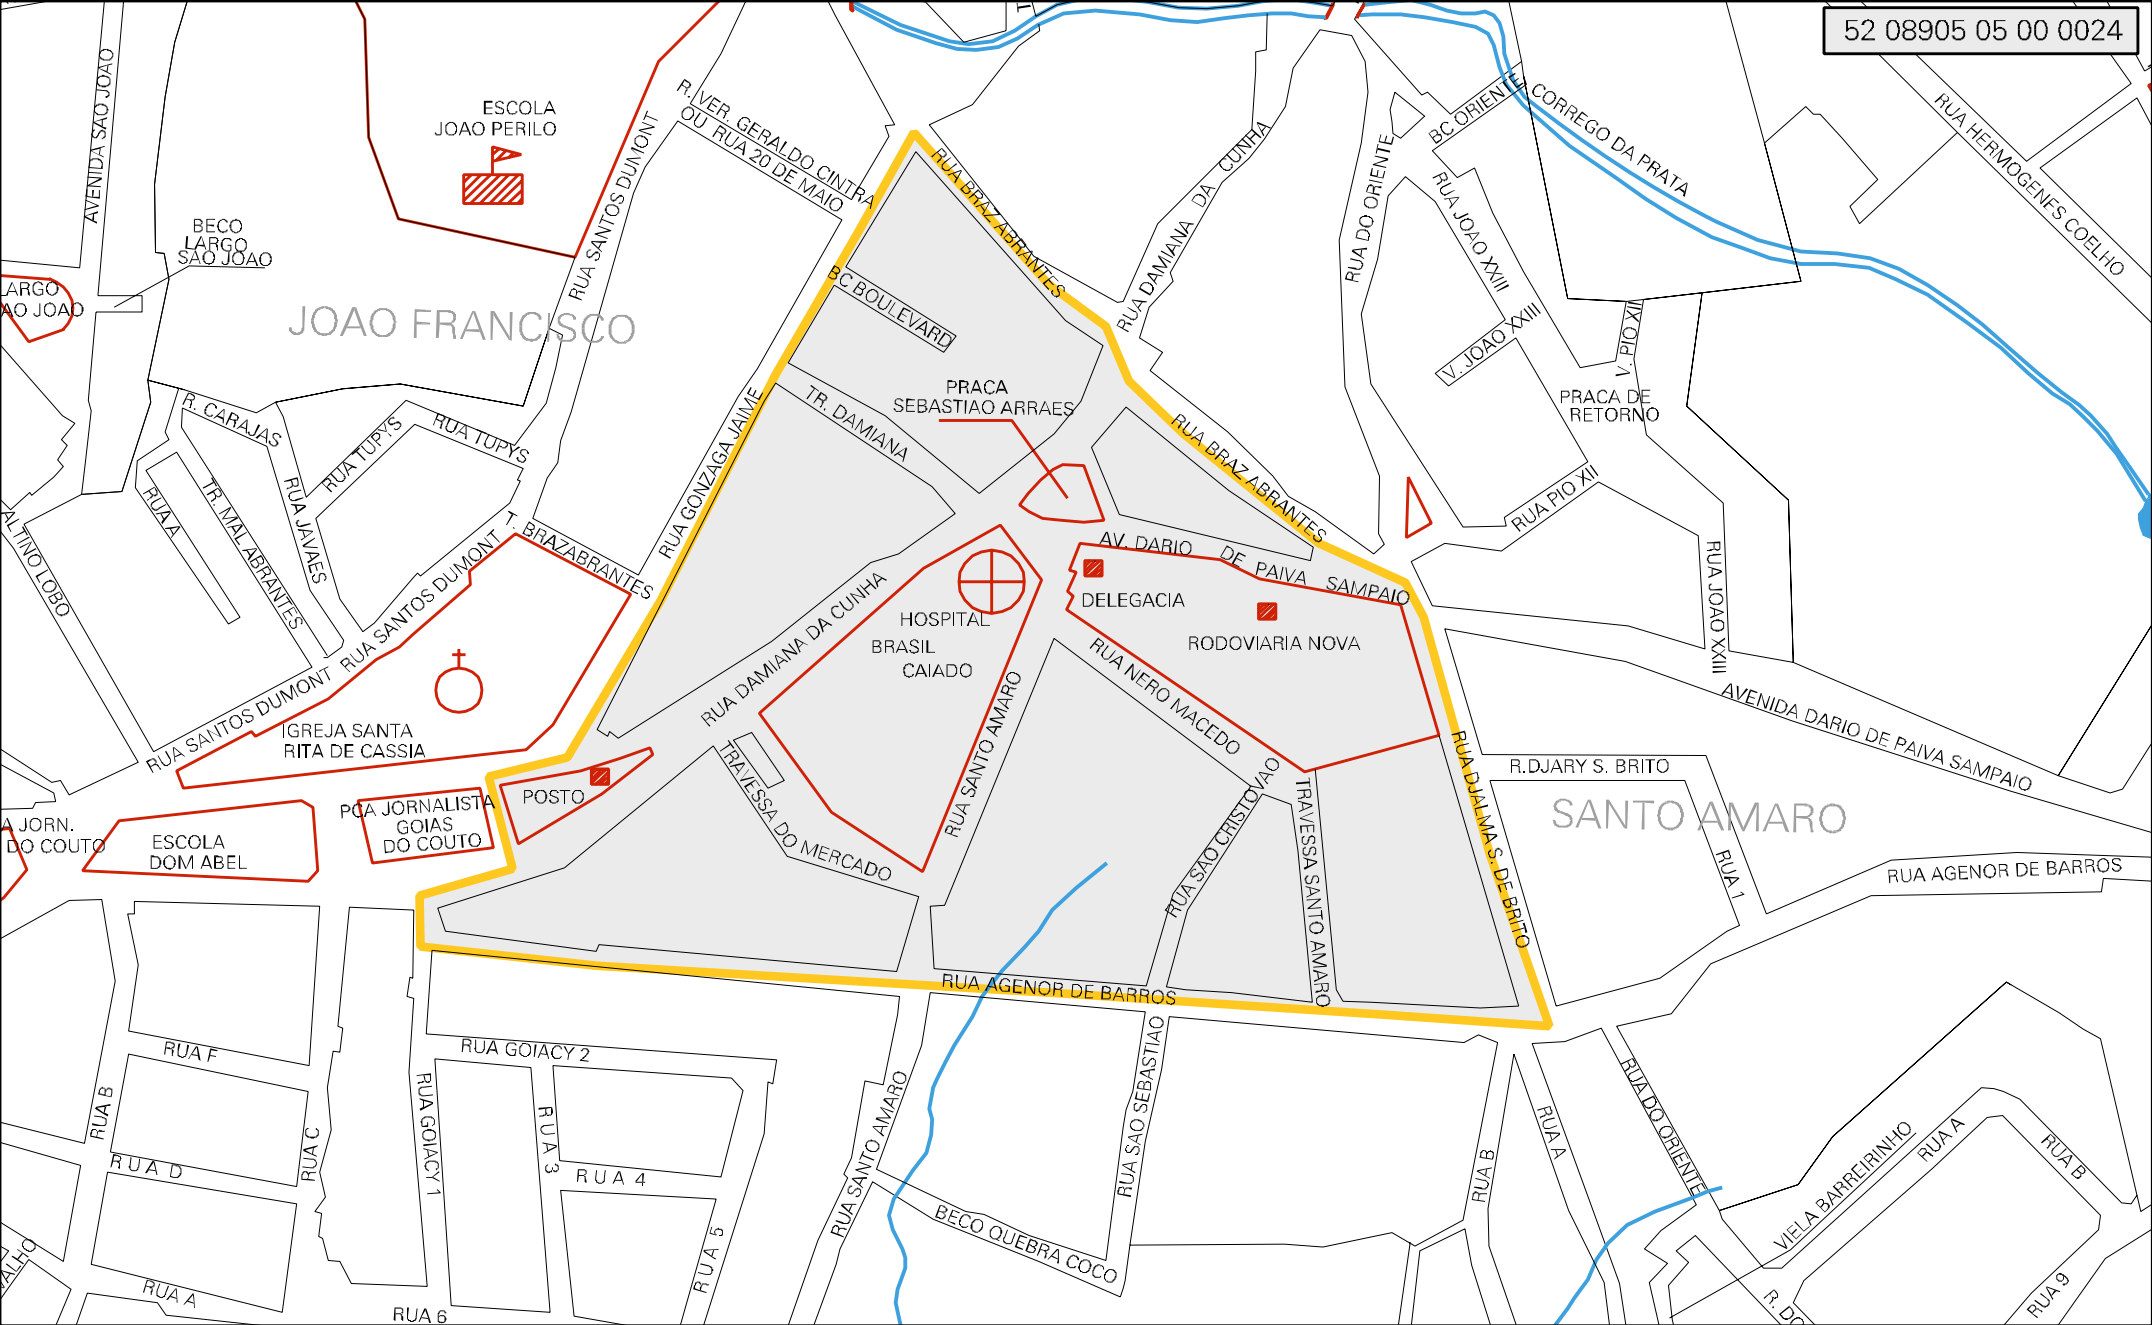 52 08905 05 00 0024
AVENIDA SAO JOAO
ESCOLA
JOAO PERILO
R. VER. GERALDO CINTRA
OU RUA 20 DE MAIO
RUA SANTOS DUMONT
BECO
LARGO
SAO JOAO
LARGO
AO JOAO
JOAO FRANCISCO
RUA BRAZ ABRANTES
BC BOULEVARD
RUA DAMIANA DA CUNHA
RUA DO ORIENTE
BC ORIENTE
CORREGO DA PRATA
RUA HERMOGENES COELHO
RUA JOAO XXIII
V. JOAO XXIII
V. PIO XII
PRACA DE
RETORNO
RUA PIO XII
RUA JOAO XXIII
PRACA
SEBASTIAO ARRAES
TR. DAMIANA
RUA GONZAGA JAIME
RUA BRAZ ABRANTES
R. CARAJAS
RUA TUPYS
RUA TUPYS
RUA A
TR. MAL ABRANTES
RUA JAVAES
T. BRAZABRANTES
RUA SANTOS DUMONT
RUA SANTOS DUMONT
ALTINO LOBO
IGREJA SANTA
RITA DE CASSIA
AV. DARIO DE PAIVA SAMPAIO
DELEGACIA
RODOVIARIA NOVA
HOSPITAL
BRASIL
CAIADO
RUA DAMIANA DA CUNHA
RUA NERO MACEDO
RUA SANTO AMARO
TRAVESSA DO MERCADO
POSTO
PCA JORNALISTA
GOIAS
DO COUTO
ESCOLA
DOM ABEL
A JORN.
DO COUTO
RUA SAO CRISTOVAO
TRAVESSA SANTO AMARO
RUA DJALMA S. DE BRITO
R.DJARY S. BRITO
SANTO AMARO
AVENIDA DARIO DE PAIVA SAMPAIO
RUA 1
RUA AGENOR DE BARROS
RUA AGENOR DE BARROS
RUA F
RUA B
RUA C
RUA D
RUA A
RUA GOIACY 2
RUA GOIACY 1
RUA 3
RUA 4
RUA 5
RUA 6
RUA SANTO AMARO
RUA SAO SEBASTIAO
BECO QUEBRA COCO
RUA B
RUA A
RUA DO ORIENTE
VIELA BARREIRINHO
RUA A
RUA B
RUA 9
R. DO
VALHO